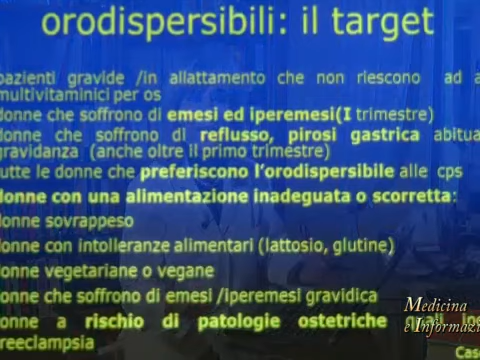 orodispersibili: il target
pazienti gravide /in allattamento che non riescono ad a
multivitaminici per os
donne che soffrono di emesi ed iperemesi(I trimestre)
donne che soffrono di reflusso, pirosi gastrica abitua
gravidanza (anche oltre il primo trimestre)
tutte le donne che preferiscono l'orodispersibile alle cps
donne con una alimentazione inadeguata o scorretta:
donne sovrappeso
donne con intolleranze alimentari (lattosio, glutine)
donne vegetariane o vegane
donne che soffrono di emesi /iperemesi gravidica
donne a rischio di patologie ostetriche quali ipe
preeclampsia
Medicina
e Informazi
Cas